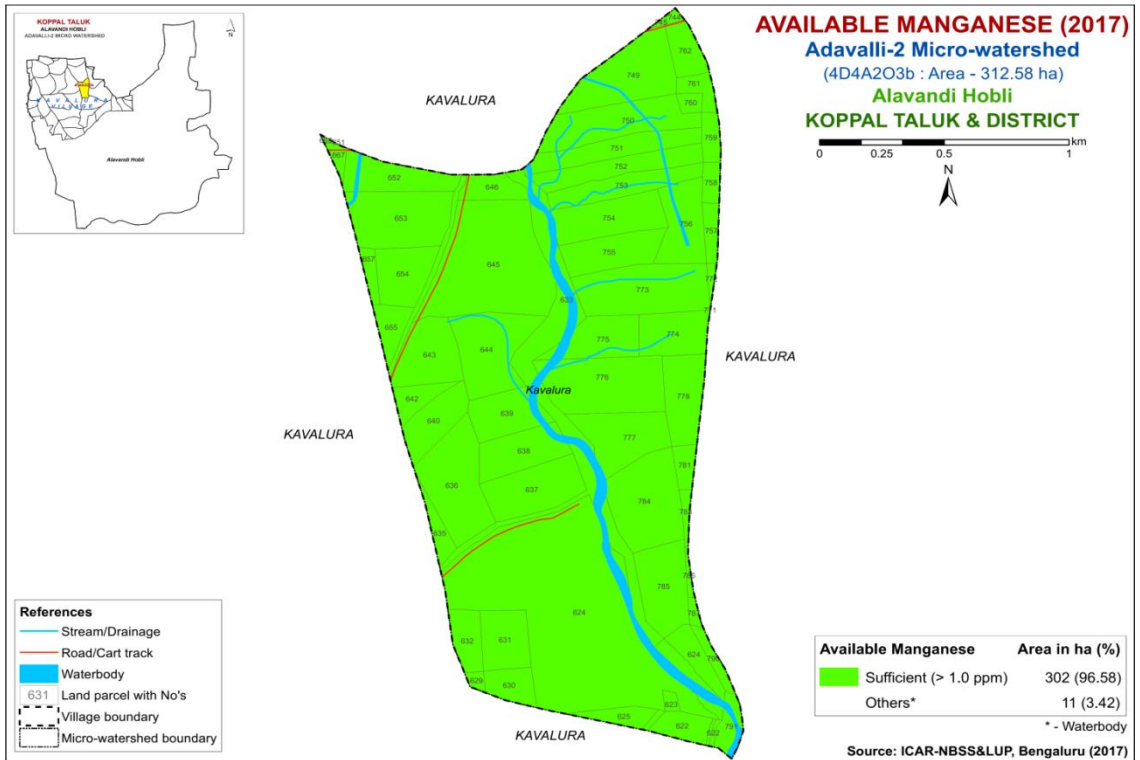 KOPPAL TALUK
ALAVANDI HOBLI
ADAVALLI-2 MICRO WATERSHED
N
KAVALURA
VILLAGE
Alavandi Hobli
AVAILABLE MANGANESE (2017)
Adavalli-2 Micro-watershed
(4D4A2O3b : Area - 312.58 ha)
Alavandi Hobli
KOPPAL TALUK & DISTRICT
0 0.25 0.5 1 km
N
KAVALURA
744
762
749
761
760
750
759
751
752
753
758
652
646
653
754
756
757
755
657
654
645
773
633
655
775
774
643
644
776
KAVALURA
Kavalura
778
642
640
639
777
KAVALURA
638
781
636
637
784
635
785
624
632
631
624
629
630
623
625
622
622
KAVALURA
References
Stream/Drainage
Road/Cart track
Waterbody
631 Land parcel with No's
Village boundary
Micro-watershed boundary
Available Manganese Area in ha (%)
Sufficient (> 1.0 ppm) 302 (96.58)
Others* 11 (3.42)
* - Waterbody
Source: ICAR-NBSS&LUP, Bengaluru (2017)